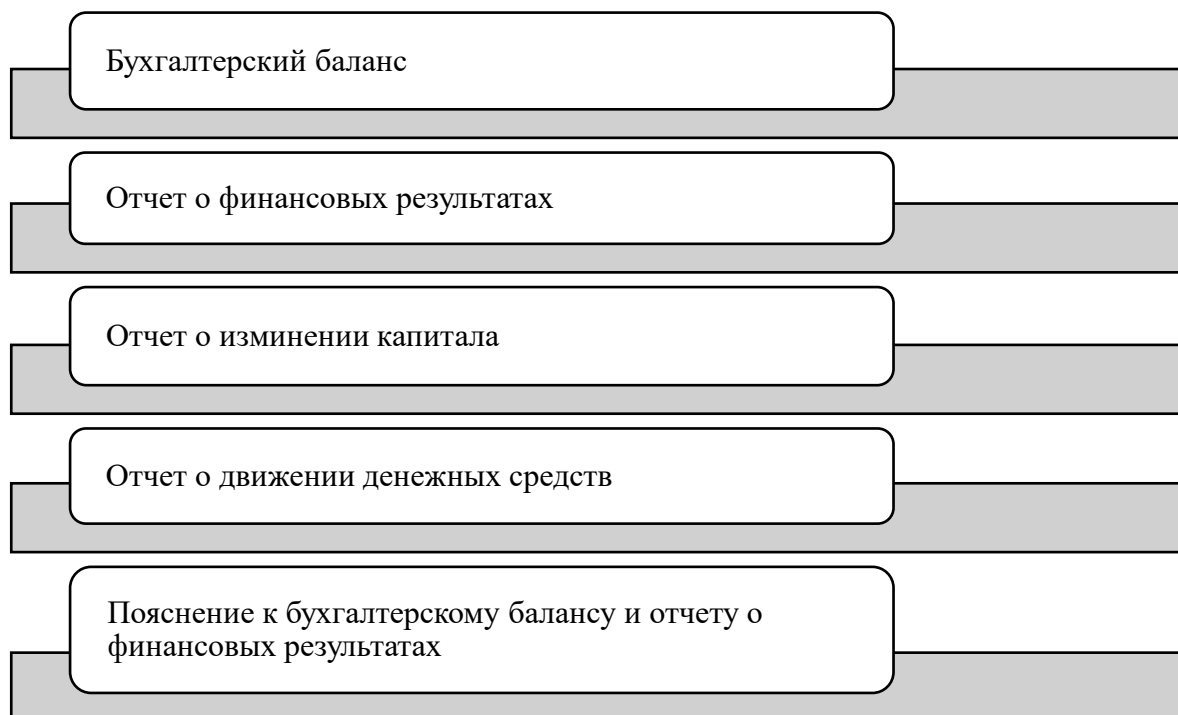 Бухгалтерский баланс
Отчет о финансовых результатах
Отчет о изминении капитала
Отчет о движении денежных средств
Пояснение к бухгалтерскому балансу и отчету о
финансовых результатах